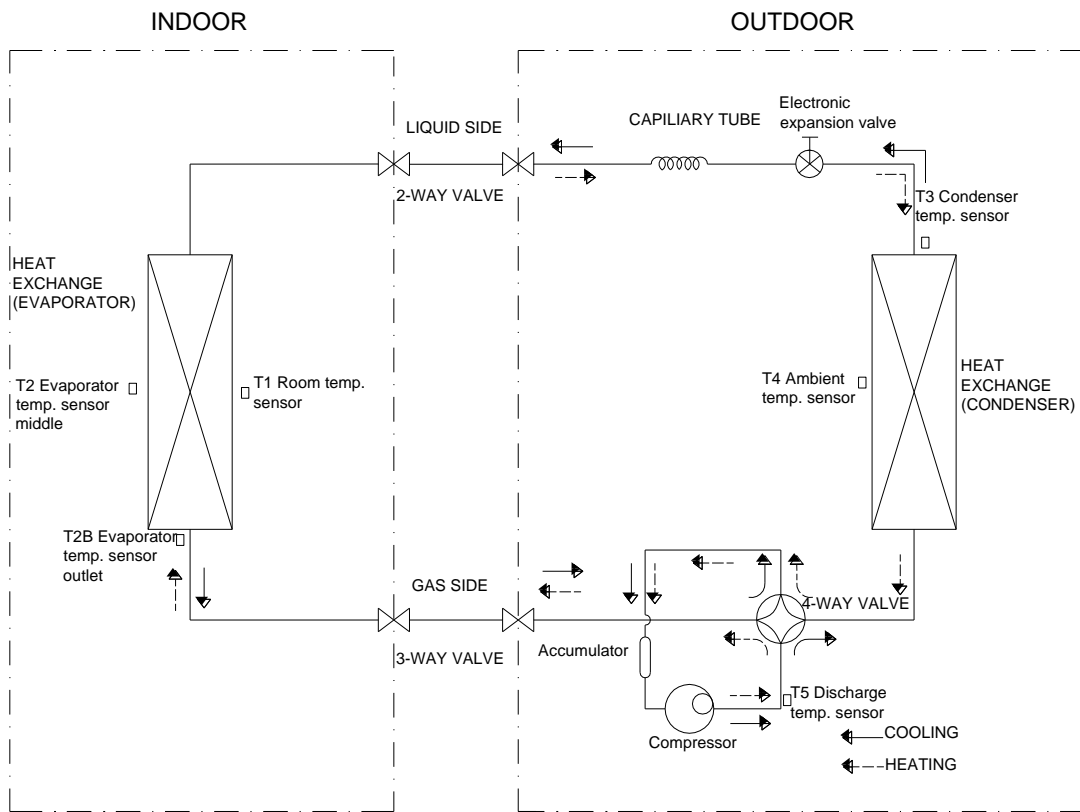 INDOOR
OUTDOOR
LIQUID SIDE
2-WAY VALVE
CAPILIARY TUBE
Electronic
expansion valve
T3 Condenser
temp. sensor
HEAT
EXCHANGE
(EVAPORATOR)
T2 Evaporator
temp. sensor
middle
T1 Room temp.
sensor
T4 Ambient
temp. sensor
HEAT
EXCHANGE
(CONDENSER)
T2B Evaporator
temp. sensor
outlet
GAS SIDE
3-WAY VALVE
4-WAY VALVE
Accumulator
Compressor
T5 Discharge
temp. sensor
COOLING
HEATING